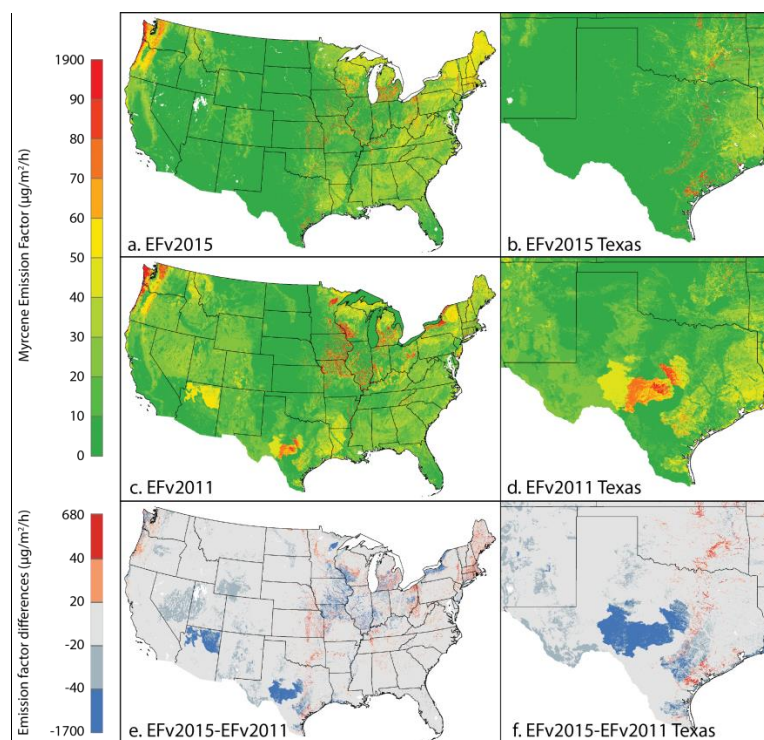 Myrcene Emission Factor (µg/m²/h)
1900
90
80
70
60
50
40
30
20
10
0
a. EFv2015
b. EFv2015 Texas
c. EFv2011
d. EFv2011 Texas
Emission factor differences (µg/m²/h)
680
40
20
-20
-40
-1700
e. EFv2015-EFv2011
f. EFv2015-EFv2011 Texas